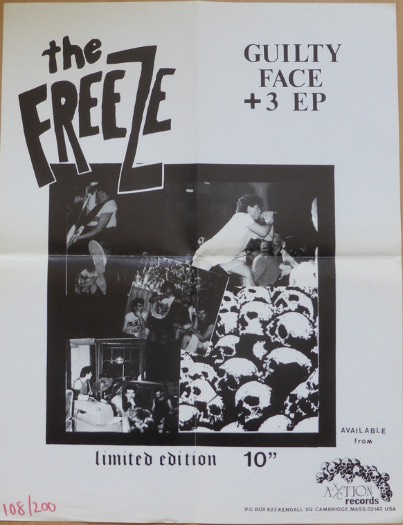 the
FREEZE
GUILTY
FACE
+3 EP
limited edition 10”
AVAILABLE
from
AXTION
records
P.O. BOX 623 KENDALL SQ. CAMBRIDGE, MASS. 02142 USA
108/200